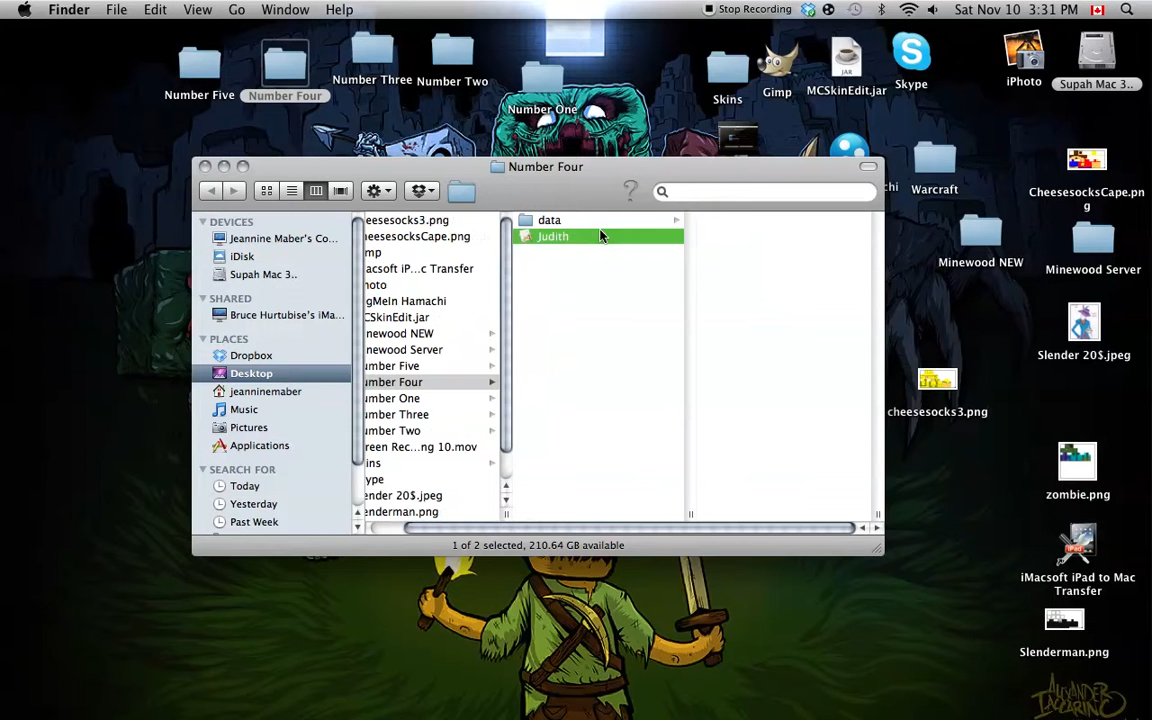 Finder File Edit View Go Window Help Stop Recording Sat Nov 10 3:31 PM
Number Five
Number Four
Number Three
Number Two
Number One
Skins
Gimp
JAR
MCSkinEdit.jar
Skype
iPhoto
Supah Mac 3..
Number Four
DEVICES
Jeannine Maber's Co...
iDisk
Supah Mac 3..
SHARED
Bruce Hurtubise's iMa...
PLACES
Dropbox
Desktop
jeanninemaber
Music
Pictures
Applications
SEARCH FOR
Today
Yesterday
Past Week
eesesocks3.png
heesesocksCape.png
mp
acsoft iP...c Transfer
hoto
gMeIn Hamachi
CSkinEdit.jar
newood NEW
newood Server
umber Five
umber Four
umber One
umber Three
umber Two
reen Rec...ng 10.mov
ins
ype
ender 20$.jpeg
enderman.png
data
Judith
1 of 2 selected, 210.64 GB available
chi
Warcraft
CheesesocksCape.pn
g
Minewood NEW
Minewood Server
Slender 20$.jpeg
cheesesocks3.png
zombie.png
iPad
iMacsoft iPad to Mac
Transfer
Slenderman.png
ALEXANDER
TACCARINO